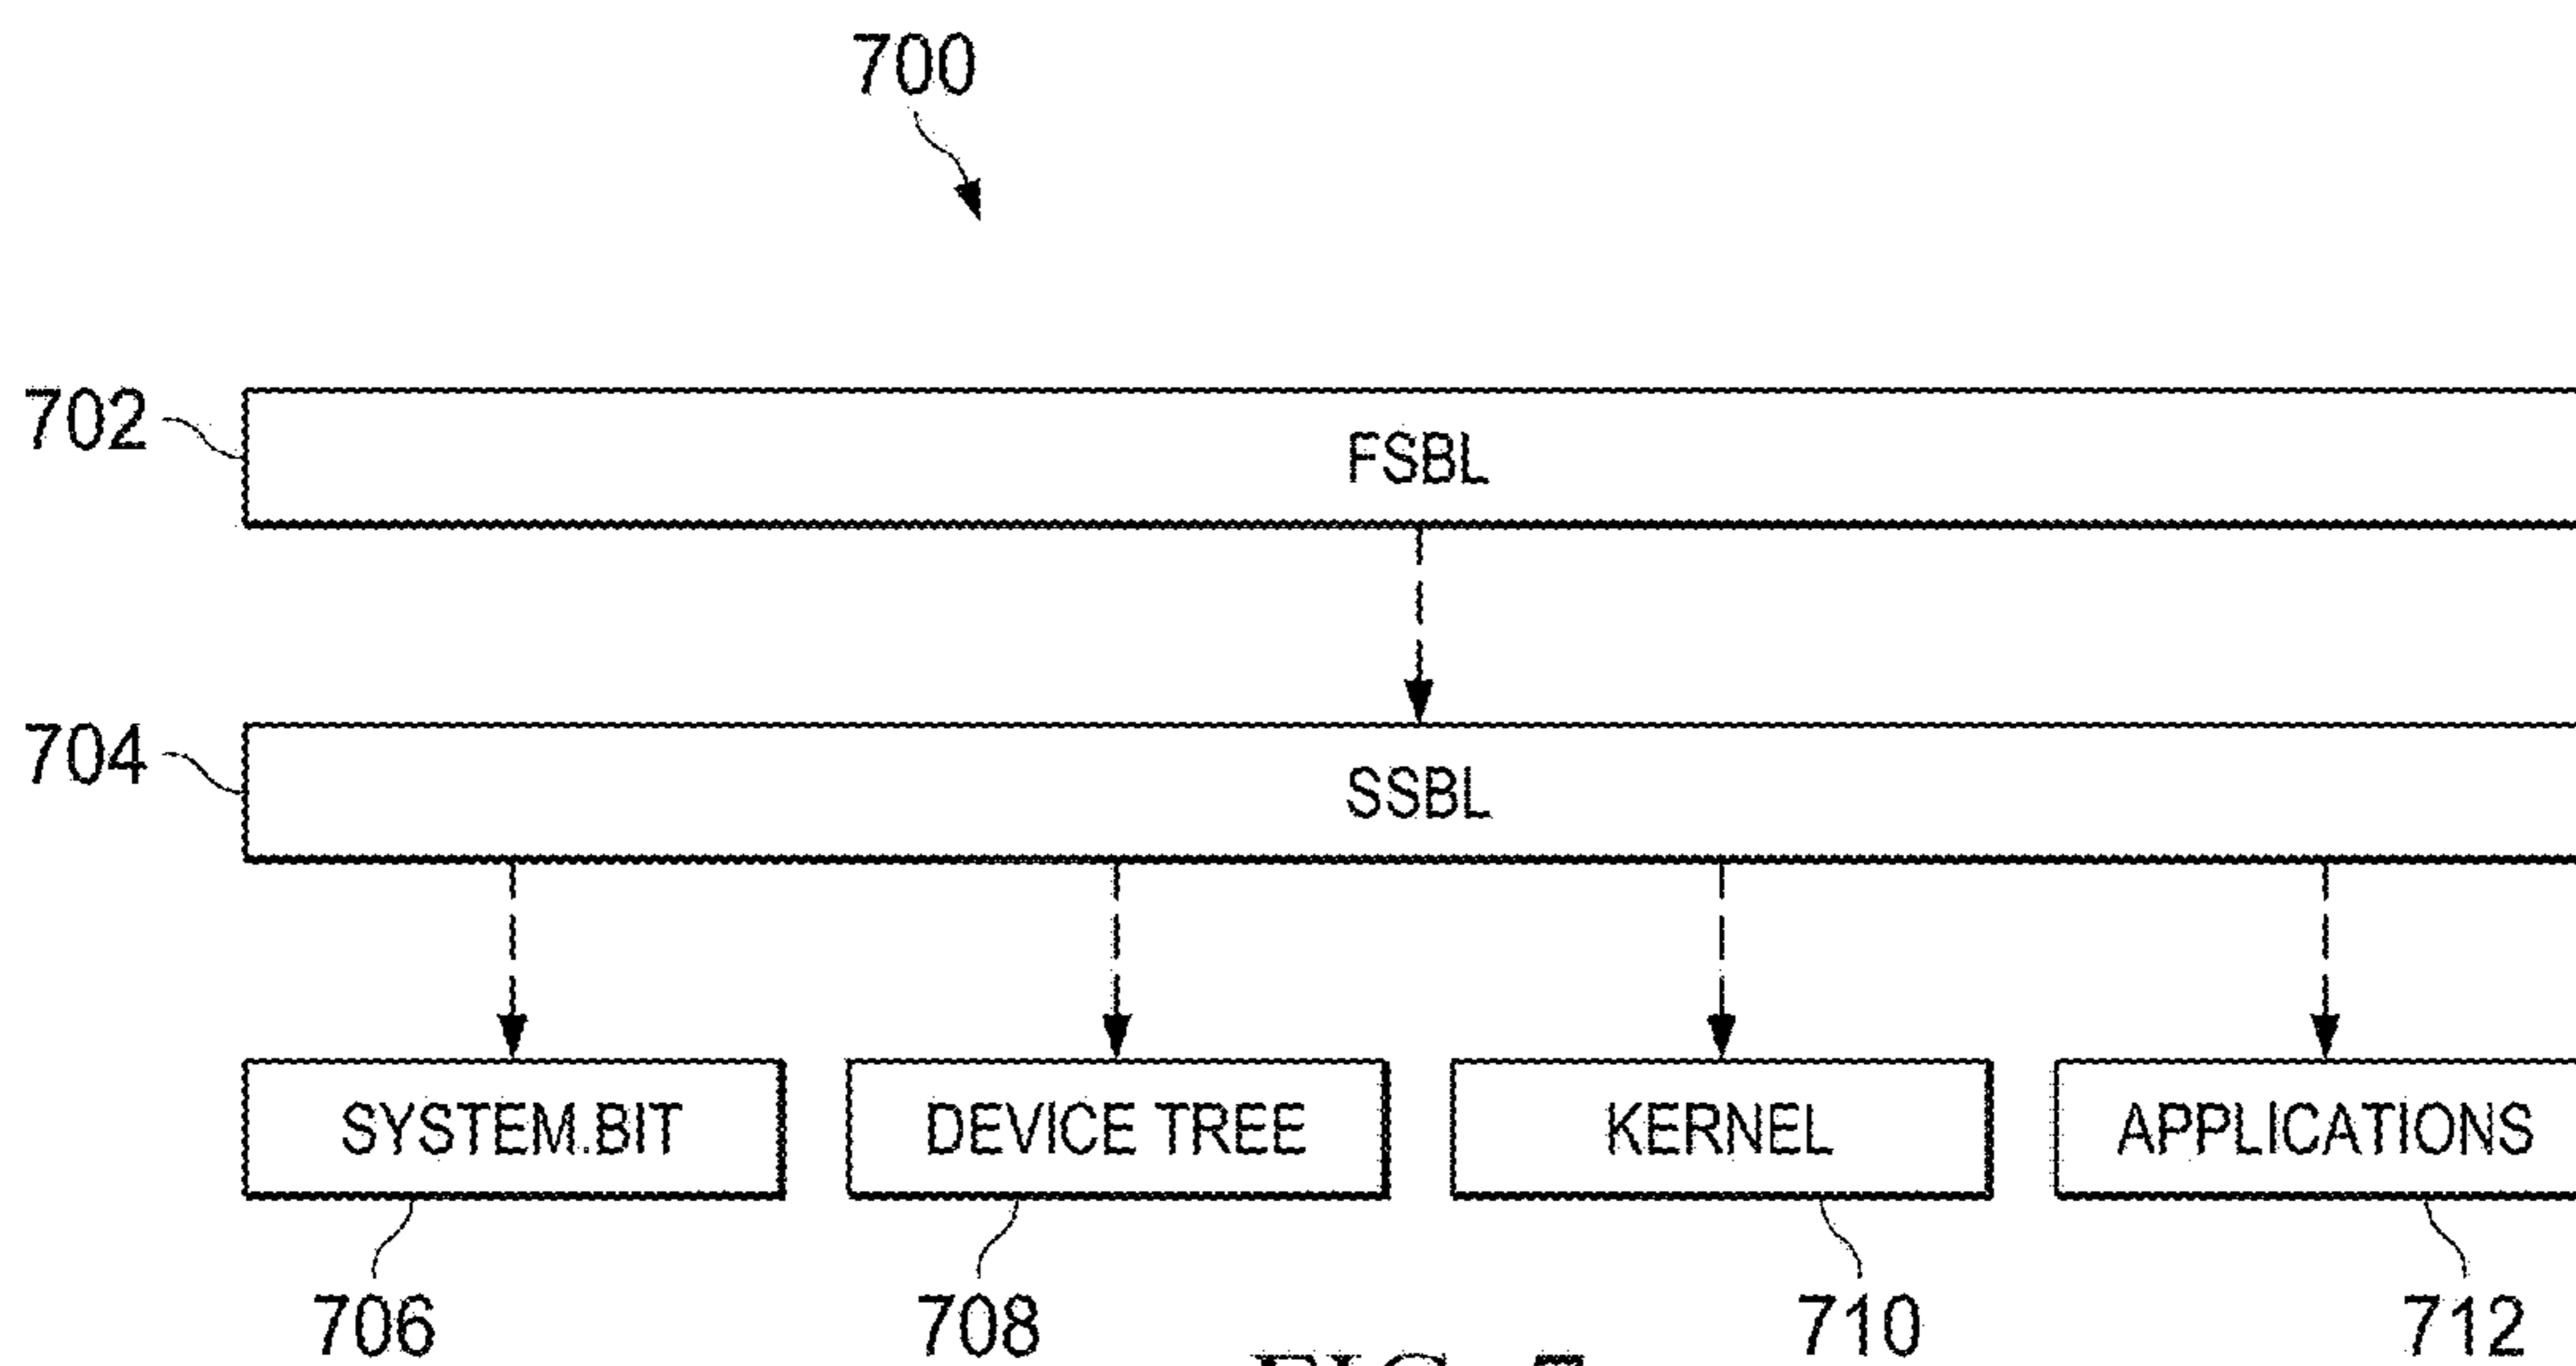 700
702
FSBL
704
SSBL
SYSTEM.BIT
DEVICE TREE
KERNEL
APPLICATIONS
706
708
710
712